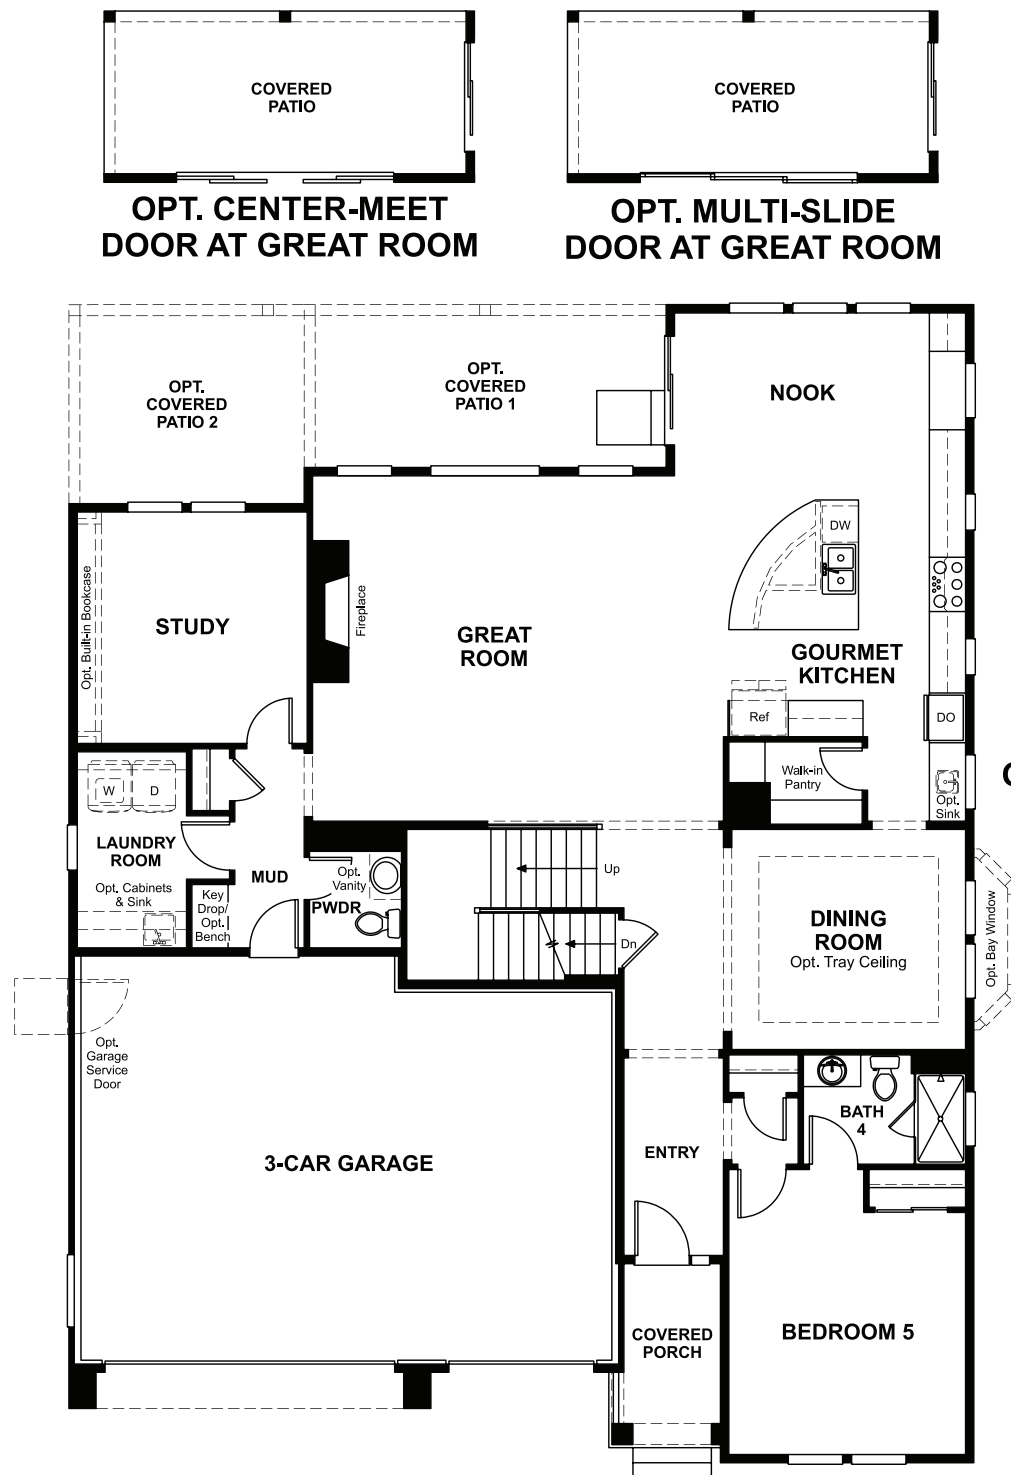 COVERED
PATIO
OPT. CENTER-MEET
DOOR AT GREAT ROOM
COVERED
PATIO
OPT. MULTI-SLIDE
DOOR AT GREAT ROOM
OPT.
COVERED
PATIO 2
OPT.
COVERED
PATIO 1
NOOK
DW
Opt. Built-in Bookcase
STUDY
Fireplace
GREAT
ROOM
GOURMET
KITCHEN
Ref
DO
Walk-in
Pantry
Opt.
Sink
W
D
LAUNDRY
ROOM
Opt. Cabinets
& Sink
MUD
Key
Drop/
Opt.
Bench
Opt.
Vanity
PWDR
Up
Dn
DINING
ROOM
Opt. Tray Ceiling
Opt. Bay Window
Opt.
Garage
Service
Door
3-CAR GARAGE
ENTRY
BATH
4
COVERED
PORCH
BEDROOM 5